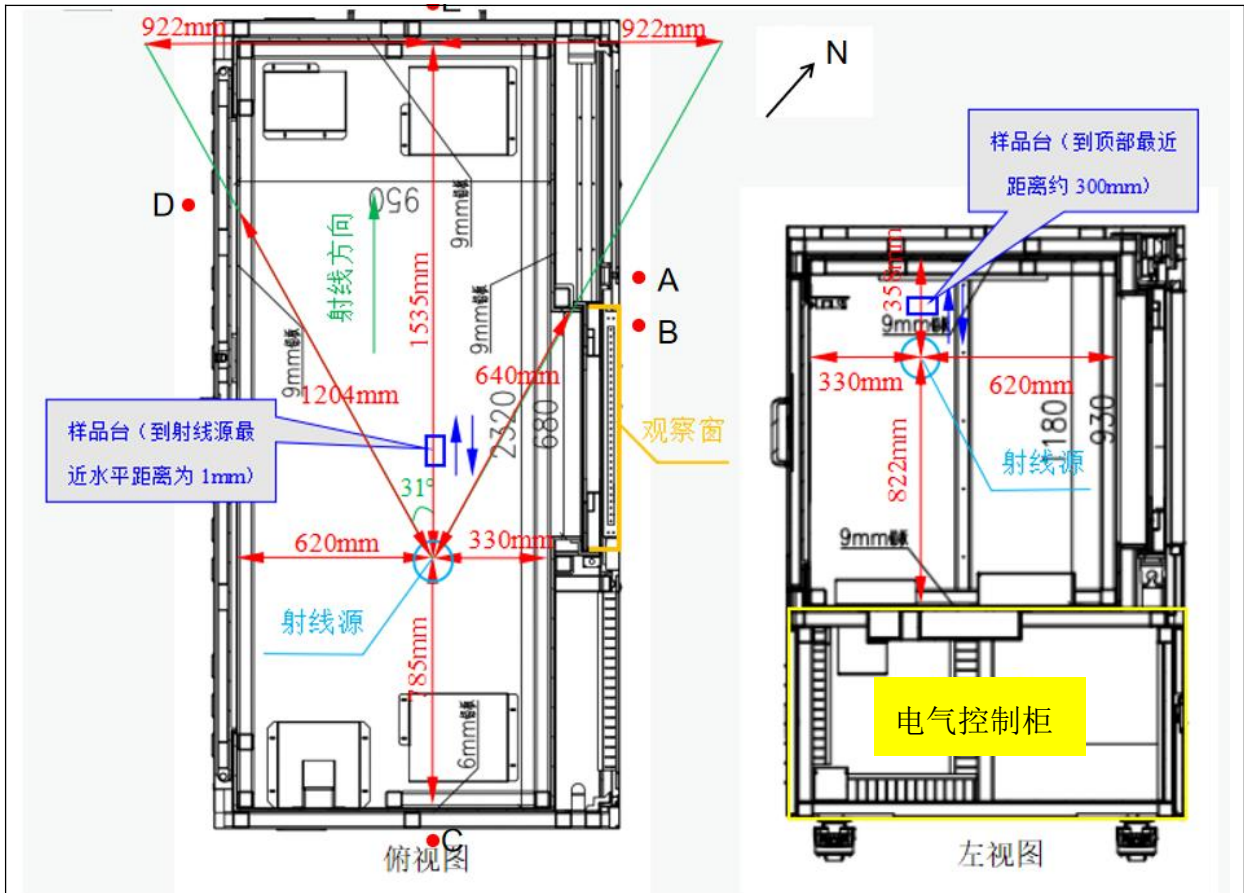 E
922mm
922mm
N
样品台（到顶部最近
距离约 300mm）
D
950
9mm铅板
射线方向
1535mm
9mm铅板
A
B
9mm铅板
1204mm
640mm
2320
680
观察窗
样品台（到射线源最
近水平距离为 1mm）
31°
620mm
330mm
射线源
785mm
6mm铅板
C
俯视图
358mm
9mm铅板
330mm
620mm
822mm
1180
930
射线源
9mm铅板
电气控制柜
左视图